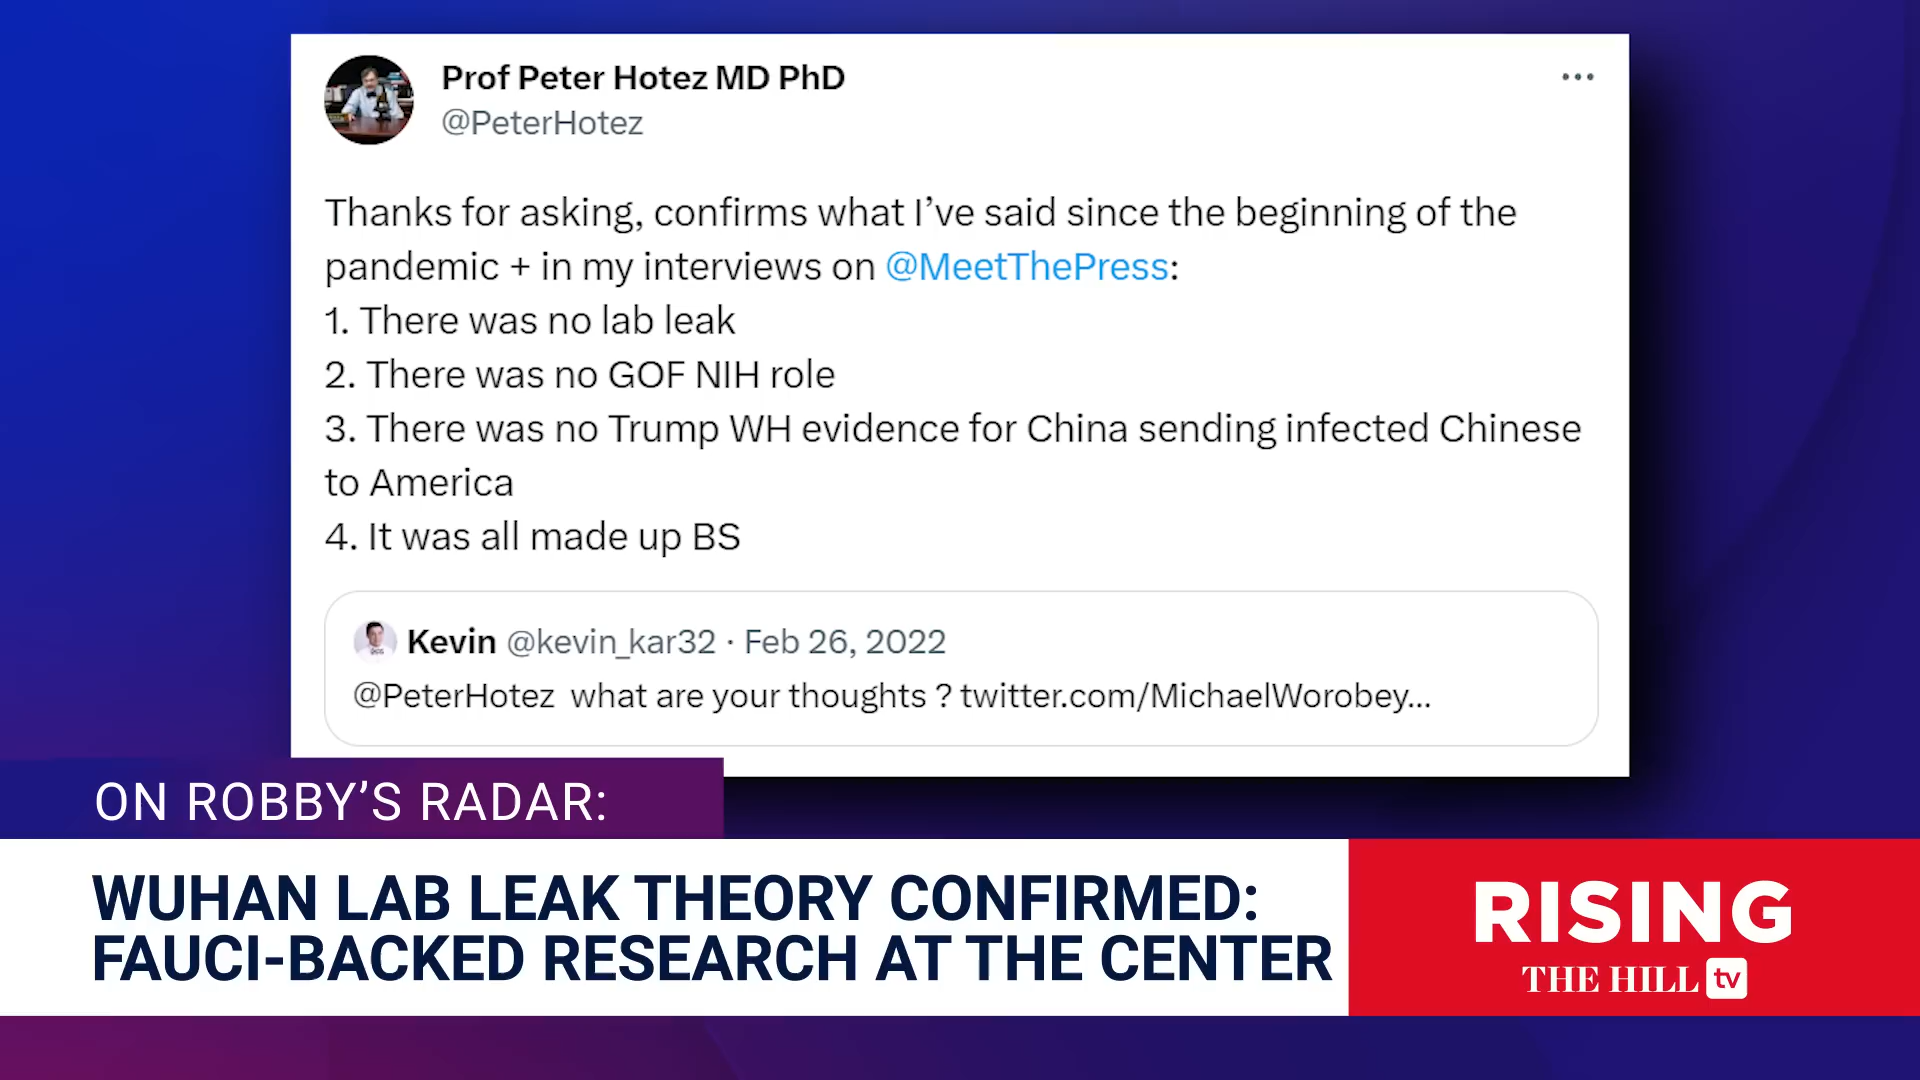 Prof Peter Hotez MD PhD
@PeterHotez
Thanks for asking, confirms what I’ve said since the beginning of the
pandemic + in my interviews on @MeetThePress:
1. There was no lab leak
2. There was no GOF NIH role
3. There was no Trump WH evidence for China sending infected Chinese
to America
4. It was all made up BS
Kevin @kevin_kar32 · Feb 26, 2022
@PeterHotez what are your thoughts ? twitter.com/MichaelWorobey...
ON ROBBY’S RADAR:
WUHAN LAB LEAK THEORY CONFIRMED:
FAUCI-BACKED RESEARCH AT THE CENTER
RISING
THE HILL tv